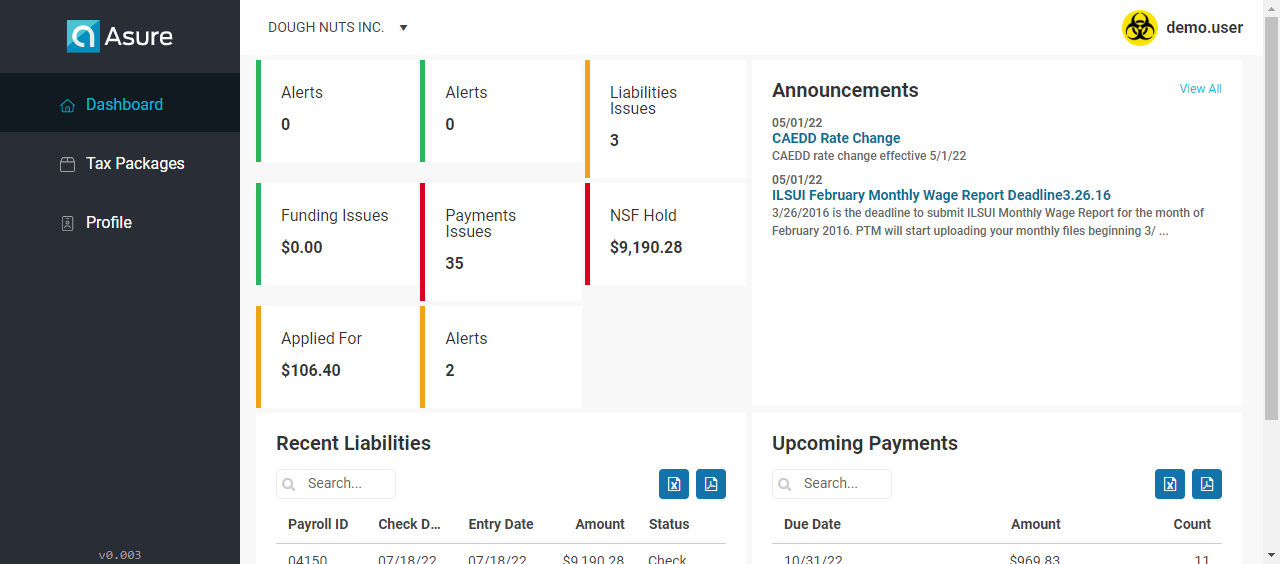 Asure
DOUGH NUTS INC.
demo.user
Dashboard
Tax Packages
Profile
v0.003
Alerts
0
Alerts
0
Liabilities
Issues
3
Funding Issues
$0.00
Payments
Issues
35
NSF Hold
$9,190.28
Applied For
$106.40
Alerts
2
Announcements
View All
05/01/22
CAEDD Rate Change
CAEDD rate change effective 5/1/22
05/01/22
ILSUI February Monthly Wage Report Deadline3.26.16
3/26/2016 is the deadline to submit ILSUI Monthly Wage Report for the month of
February 2016. PTM will start uploading your monthly files beginning 3/ ...
Recent Liabilities
Search...
Payroll ID Check D... Entry Date Amount Status
04150 07/18/22 07/18/22 $9,190.28 Check
Upcoming Payments
Search...
Due Date Amount Count
10/31/22 $969.83 11